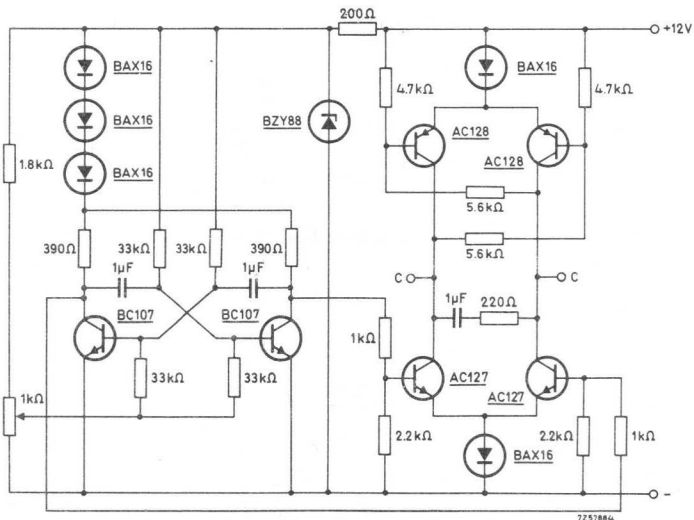 200Ω
+12V
BAX16
BAX16
4.7kΩ
4.7kΩ
BAX16
BZY88
AC128
AC128
1.8kΩ
BAX16
5.6kΩ
390Ω
33kΩ
33kΩ
390Ω
5.6kΩ
1µF
1µF
C
C
1µF
220Ω
BC107
BC107
1kΩ
33kΩ
33kΩ
AC127
AC127
1kΩ
2.2kΩ
2.2kΩ
1kΩ
BAX16
-
7Z57884